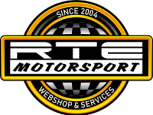 SINCE 2004
RTE
MOTORSPORT
WEBSHOP & SERVICES